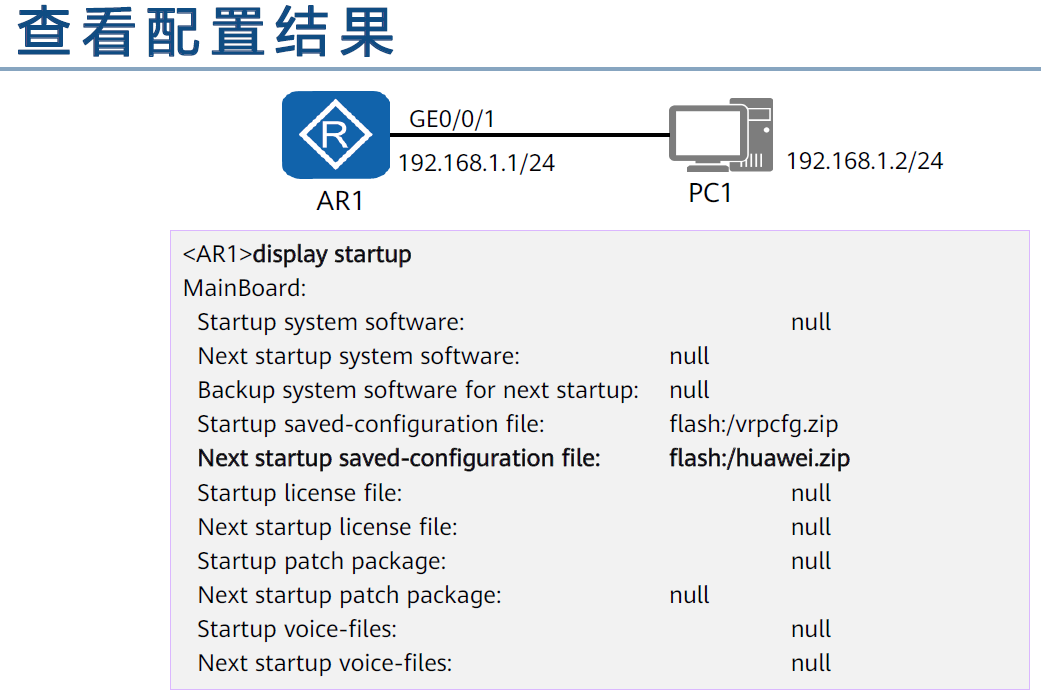 查看配置结果
GE0/0/1
R
192.168.1.1/24
192.168.1.2/24
AR1
PC1
<AR1>display startup
MainBoard:
Startup system software: null
Next startup system software: null
Backup system software for next startup: null
Startup saved-configuration file: flash:/vrpcfg.zip
Next startup saved-configuration file: flash:/huawei.zip
Startup license file: null
Next startup license file: null
Startup patch package: null
Next startup patch package: null
Startup voice-files: null
Next startup voice-files: null